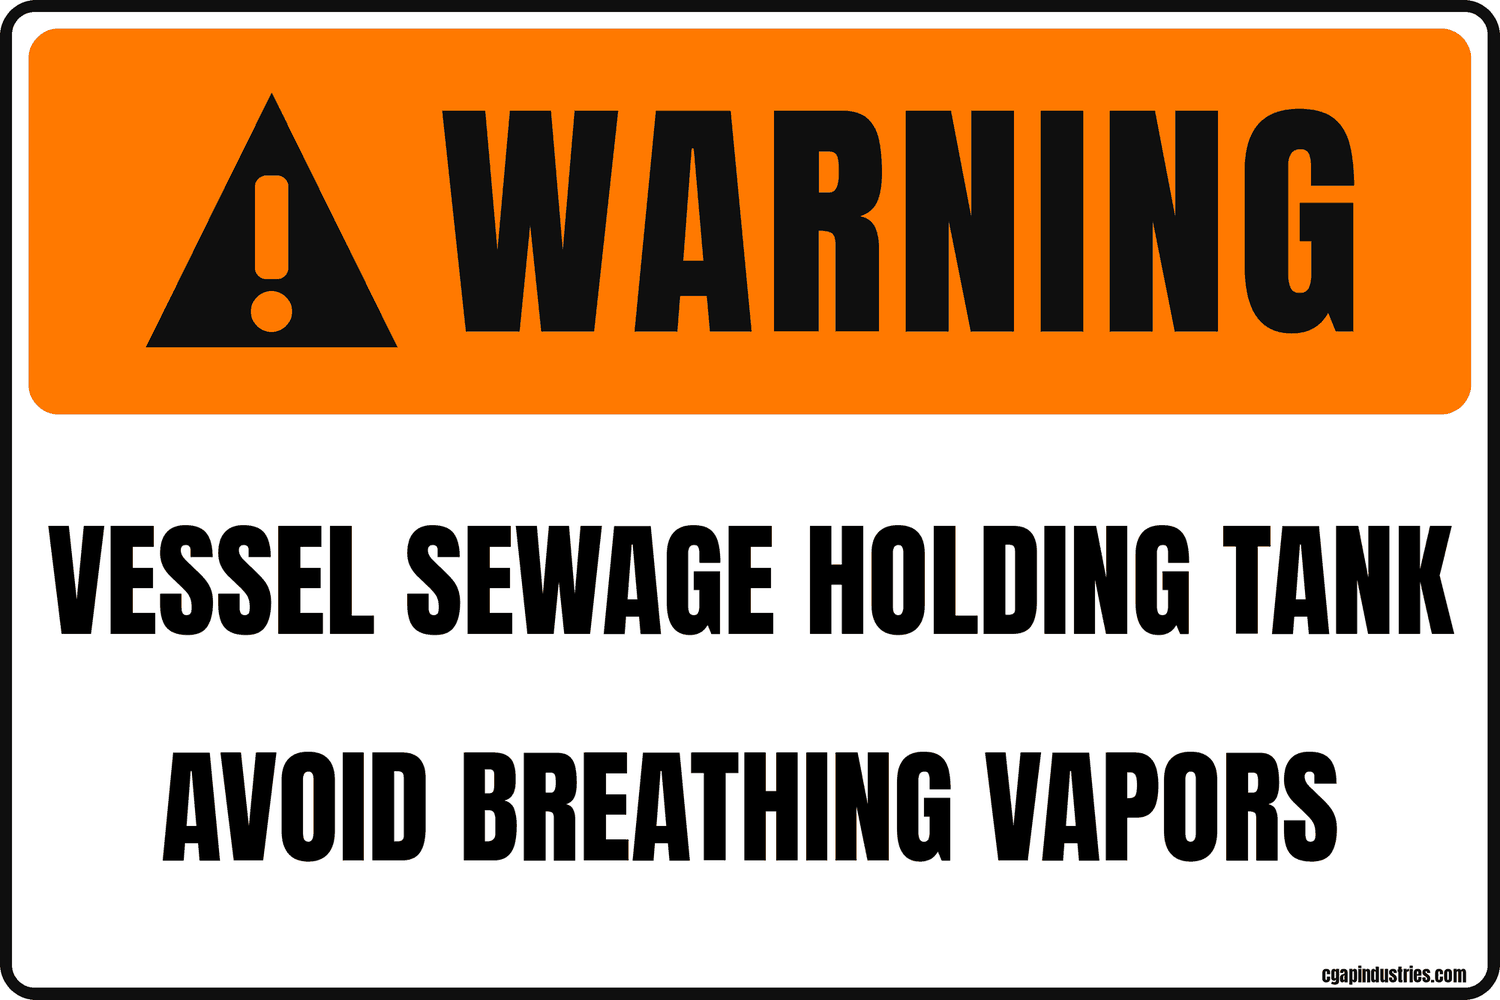 WARNING
VESSEL SEWAGE HOLDING TANK
AVOID BREATHING VAPORS
cgapindustries.com